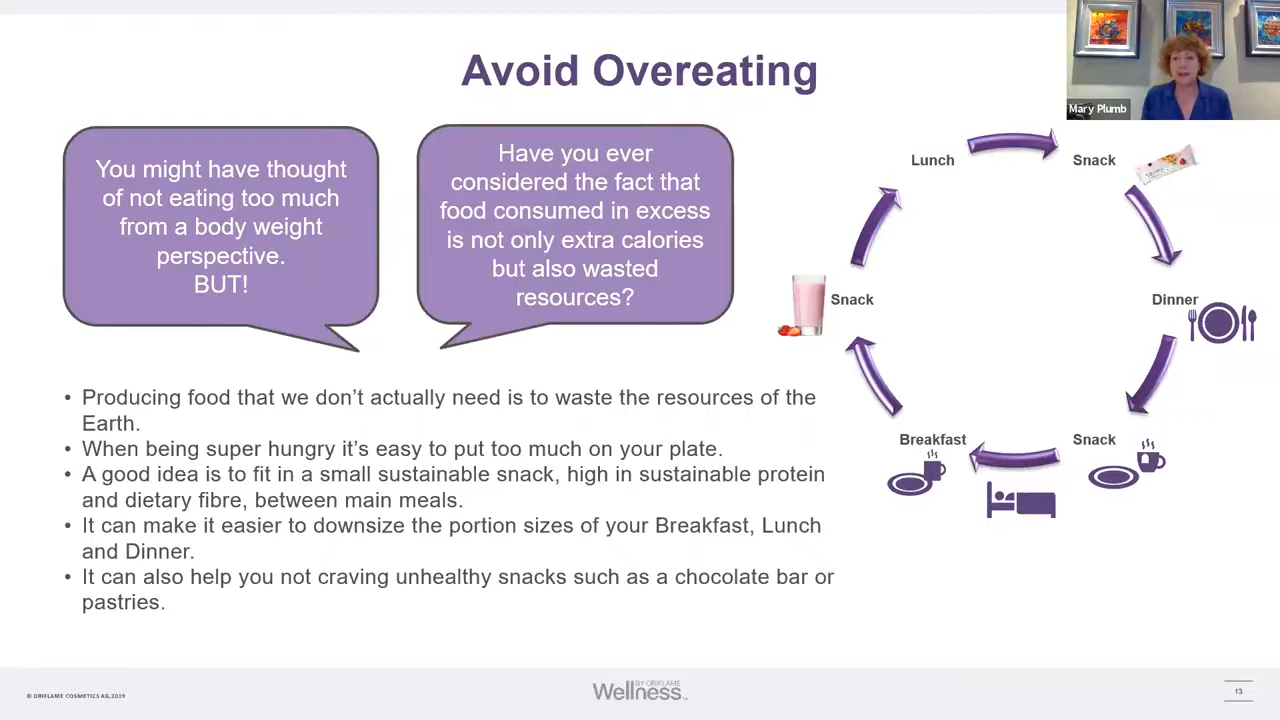 Avoid Overeating
Mary Plumb
You might have thought
of not eating too much
from a body weight
perspective.
BUT!
Have you ever
considered the fact that
food consumed in excess
is not only extra calories
but also wasted
resources?
Lunch
Snack
Snack
Dinner
Breakfast
Snack
• Producing food that we don’t actually need is to waste the resources of the
Earth.
• When being super hungry it’s easy to put too much on your plate.
• A good idea is to fit in a small sustainable snack, high in sustainable protein
and dietary fibre, between main meals.
• It can make it easier to downsize the portion sizes of your Breakfast, Lunch
and Dinner.
• It can also help you not craving unhealthy snacks such as a chocolate bar or
pastries.
© ORIFLAME COSMETICS AG,2019
BY ORIFLAME
Wellness
13